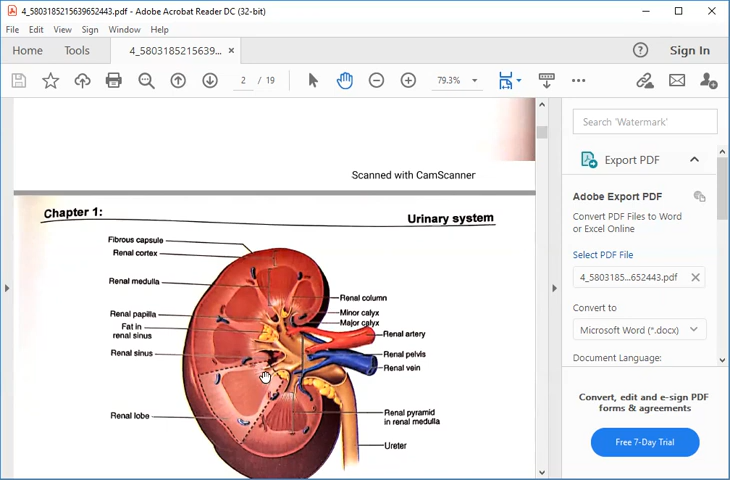 4_5803185215639652443.pdf - Adobe Acrobat Reader DC (32-bit)
File Edit View Sign Window Help
Home Tools 4_5803185215639... × Sign In
2 / 19 79.3%
Scanned with CamScanner
Chapter 1: Urinary system
Fibrous capsule
Renal cortex
Renal medulla
Renal column
Renal papilla
Minor calyx
Major calyx
Fat in
renal sinus
Renal artery
Renal sinus
Renal pelvis
Renal vein
Renal lobe
Renal pyramid
in renal medulla
Ureter
Search 'Watermark'
Export PDF
Adobe Export PDF
Convert PDF Files to Word
or Excel Online
Select PDF File
4_5803185...652443.pdf
Convert to
Microsoft Word (*.docx)
Document Language:
Convert, edit and e-sign PDF
forms & agreements
Free 7-Day Trial